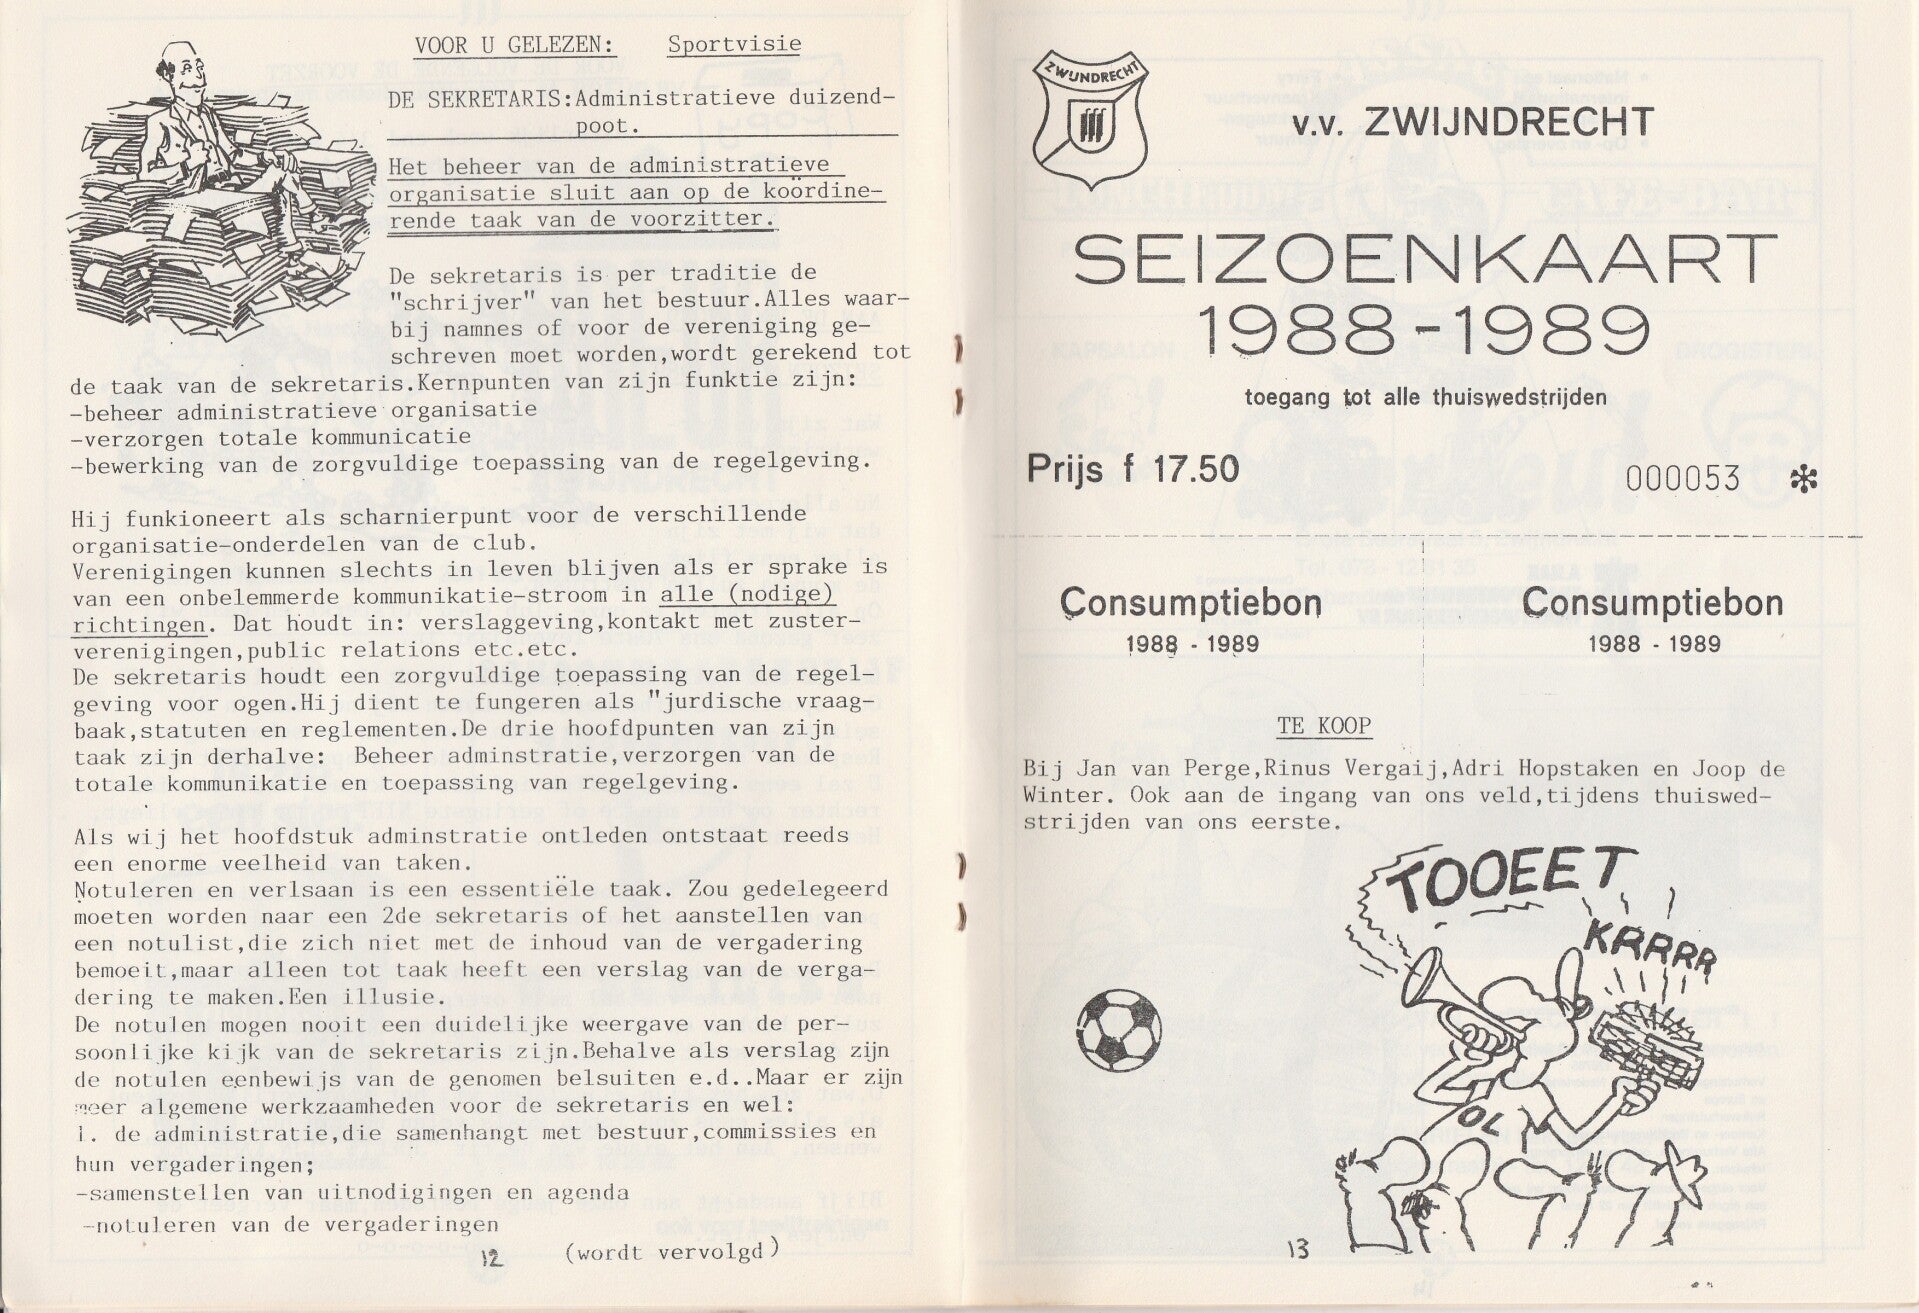 VOOR U GELEZEN: Sportvisie
DE SEKRETARIS:Administratieve duizend-
poot.
Het beheer van de administratieve
organisatie sluit aan op de koördine-
rende taak van de voorzitter.
De sekretaris is per traditie de
"schrijver" van het bestuur.Alles waar-
bij namnes of voor de vereniging ge-
schreven moet worden,wordt gerekend tot
de taak van de sekretaris.Kernpunten van zijn funktie zijn:
-beheer administratieve organisatie
-verzorgen totale kommunicatie
-bewerking van de zorgvuldige toepassing van de regelgeving.
Hij funkioneert als scharnierpunt voor de verschillende
organisatie-onderdelen van de club.
Verenigingen kunnen slechts in leven blijven als er sprake is
van een onbelemmerde kommunikatie-stroom in alle (nodige)
richtingen. Dat houdt in: verslaggeving,kontakt met zuster-
verenigingen,public relations etc.etc.
De sekretaris houdt een zorgvuldige toepassing van de regel-
geving voor ogen.Hij dient te fungeren als "jurdische vraag-
baak,statuten en reglementen.De drie hoofdpunten van zijn
taak zijn derhalve: Beheer adminstratie,verzorgen van de
totale kommunikatie en toepassing van regelgeving.
Als wij het hoofdstuk adminstratie ontleden ontstaat reeds
een enorme veelheid van taken.
Notuleren en verlsaan is een essentiële taak. Zou gedelegeerd
moeten worden naar een 2de sekretaris of het aanstellen van
een notulist,die zich niet met de inhoud van de vergadering
bemoeit,maar alleen tot taak heeft een verslag van de verga-
dering te maken.Een illusie.
De notulen mogen nooit een duidelijke weergave van de per-
soonlijke kijk van de sekretaris zijn.Behalve als verslag zijn
de notulen eenbewijs van de genomen belsuiten e.d..Maar er zijn
meer algemene werkzaamheden voor de sekretaris en wel:
1. de administratie,die samenhangt met bestuur,commissies en
hun vergaderingen;
-samenstellen van uitnodigingen en agenda
-notuleren van de vergaderingen
12 (wordt vervolgd)
ZWIJNDRECHT
v.v. ZWIJNDRECHT
SEIZOENKAART
1988-1989
toegang tot alle thuiswedstrijden
Prijs f 17.50 000053 *
Consumptiebon Consumptiebon
1988 - 1989 1988 - 1989
TE KOOP
Bij Jan van Perge,Rinus Vergaij,Adri Hopstaken en Joop de
Winter. Ook aan de ingang van ons veld,tijdens thuiswed-
strijden van ons eerste.
TOOEET
KRRRR
OL
13